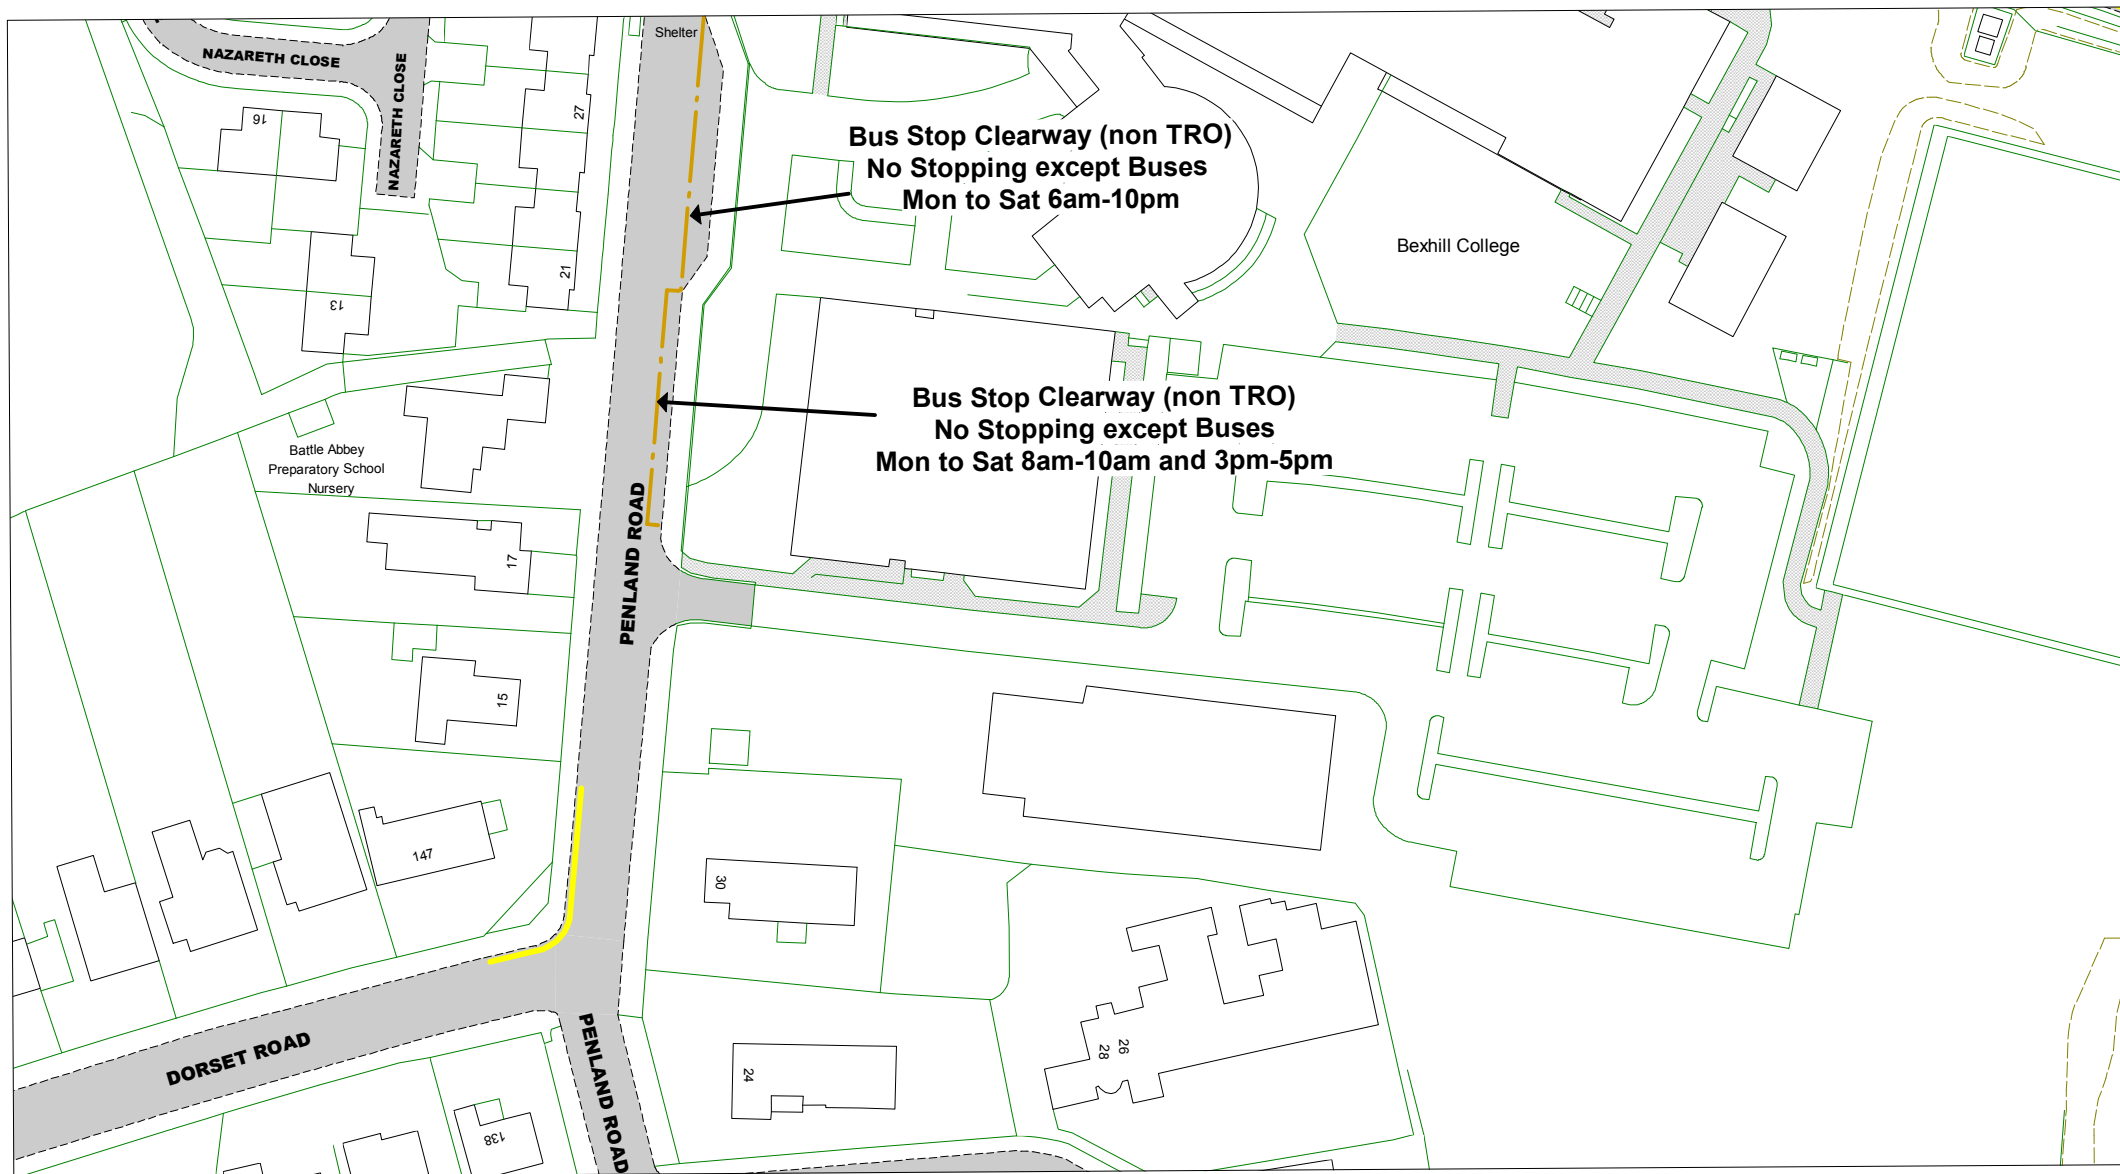 Shelter
NAZARETH CLOSE
NAZARETH CLOSE
16
27
21
13
Bus Stop Clearway (non TRO)
No Stopping except Buses
Mon to Sat 6am-10pm
Bexhill College
Bus Stop Clearway (non TRO)
No Stopping except Buses
Mon to Sat 8am-10am and 3pm-5pm
Battle Abbey
Preparatory School
Nursery
PENLAND ROAD
17
15
147
30
DORSET ROAD
PENLAND ROAD
24
28
26
138